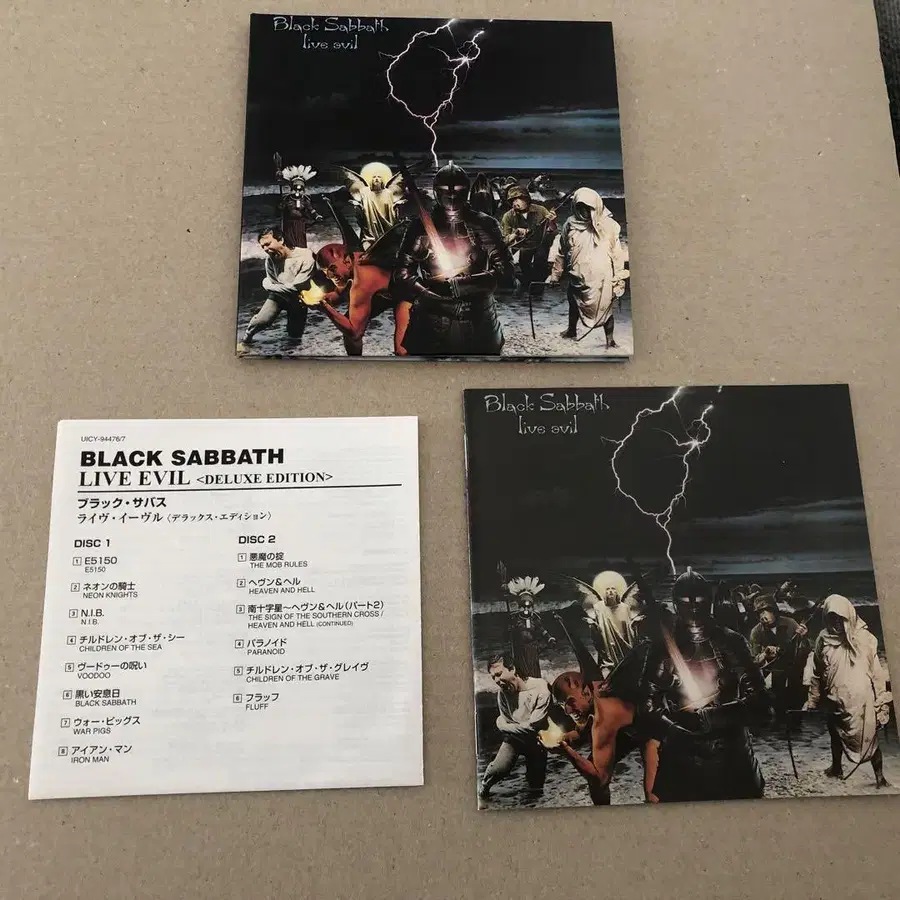 Black Sabbath
live evil
Black Sabbath
live evil
UICY-94476/7
BLACK SABBATH
LIVE EVIL <DELUXE EDITION>
ブラック・サバス
ライヴ・イーヴル〈デラックス・エディション〉
DISC 1
1 E5150
E5150
2 ネオンの騎士
NEON KNIGHTS
3 N.I.B.
N.I.B.
4 チルドレン・オブ・ザ・シー
CHILDREN OF THE SEA
5 ヴードゥーの呪い
VOODOO
6 黒い安息日
BLACK SABBATH
7 ウォー・ピッグス
WAR PIGS
8 アイアン・マン
IRON MAN
DISC 2
1 悪魔の掟
THE MOB RULES
2 ヘヴン&ヘル
HEAVEN AND HELL
3 南十字星〜ヘヴン&ヘル(パート2)
THE SIGN OF THE SOUTHERN CROSS /
HEAVEN AND HELL (CONTINUED)
4 パラノイド
PARANOID
5 チルドレン・オブ・ザ・グレイヴ
CHILDREN OF THE GRAVE
6 フラッフ
FLUFF